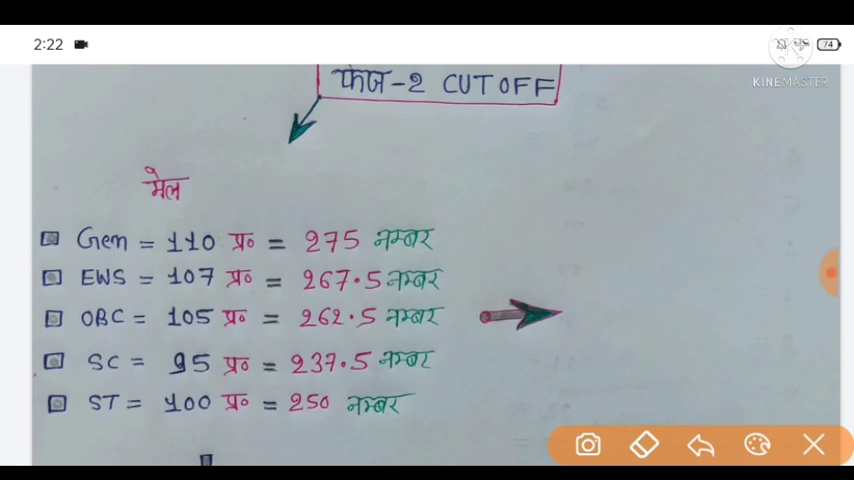 2:22
74
KINEMASTER
फेज-2 CUTOFF
मेल
Gen = 110 प्र० = 275 नम्बर
EWS = 107 प्र० = 267.5 नम्बर
OBC = 105 प्र० = 262.5 नम्बर
SC = 95 प्र० = 237.5 नम्बर
ST = 100 प्र० = 250 नम्बर